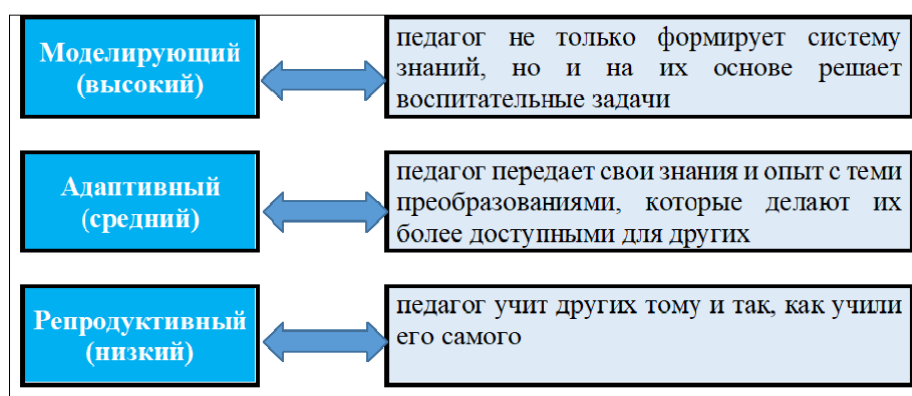 Моделирующий
(высокий)
педагог не только формирует систему
знаний, но и на их основе решает
воспитательные задачи
Адаптивный
(средний)
педагог передает свои знания и опыт с теми
преобразованиями, которые делают их
более доступными для других
Репродуктивный
(низкий)
педагог учит других тому и так, как учили
его самого